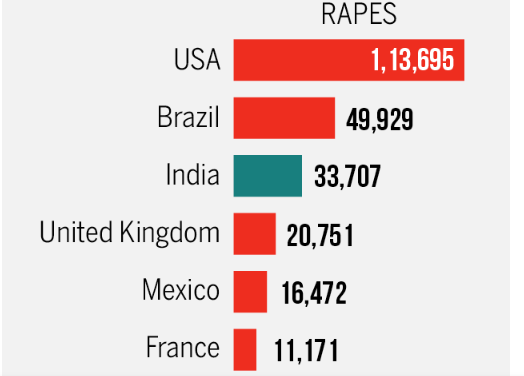 RAPES
USA 1,13,695
Brazil 49,929
India 33,707
United Kingdom 20,751
Mexico 16,472
France 11,171